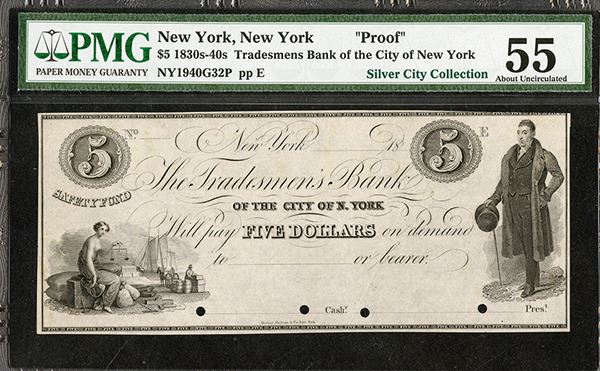 PMG
PAPER MONEY GUARANTY
New York, New York "Proof"
$5 1830s-40s Tradesmens Bank of the City of New York
NY1940G32P pp E
Silver City Collection
55
About Uncirculated
5
No.
New York
18
5
E
SAFETY FUND
The Tradesmen's Bank
OF THE CITY OF N. YORK
Will pay FIVE DOLLARS on demand
to or bearer.
Cash!
Pres!